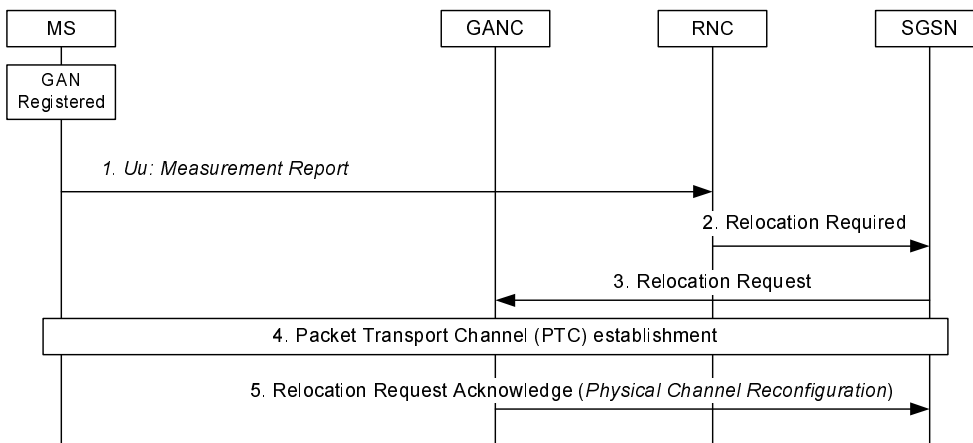 MS
GANC
RNC
SGSN
GAN
Registered
1. Uu: Measurement Report
2. Relocation Required
3. Relocation Request
4. Packet Transport Channel (PTC) establishment
5. Relocation Request Acknowledge (Physical Channel Reconfiguration)